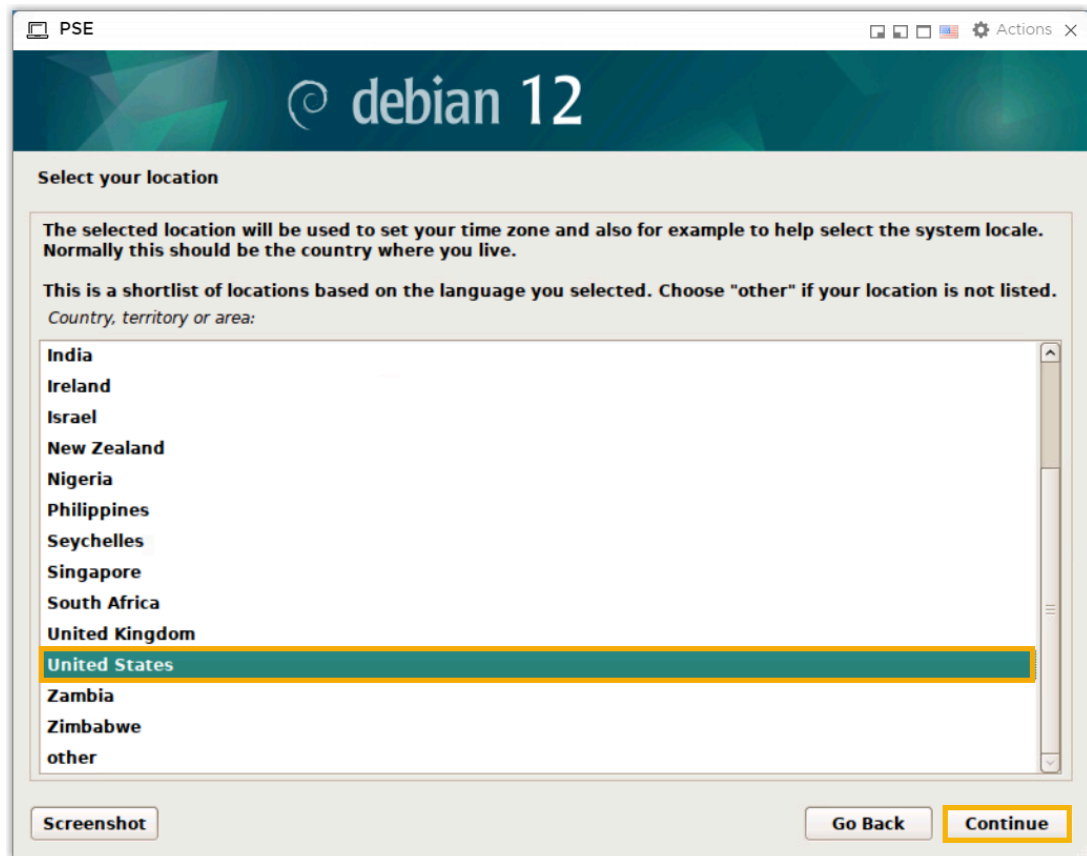 PSE
Actions
debian 12
Select your location
The selected location will be used to set your time zone and also for example to help select the system locale.
Normally this should be the country where you live.
This is a shortlist of locations based on the language you selected. Choose "other" if your location is not listed.
Country, territory or area:
India
Ireland
Israel
New Zealand
Nigeria
Philippines
Seychelles
Singapore
South Africa
United Kingdom
United States
Zambia
Zimbabwe
other
Screenshot
Go Back
Continue